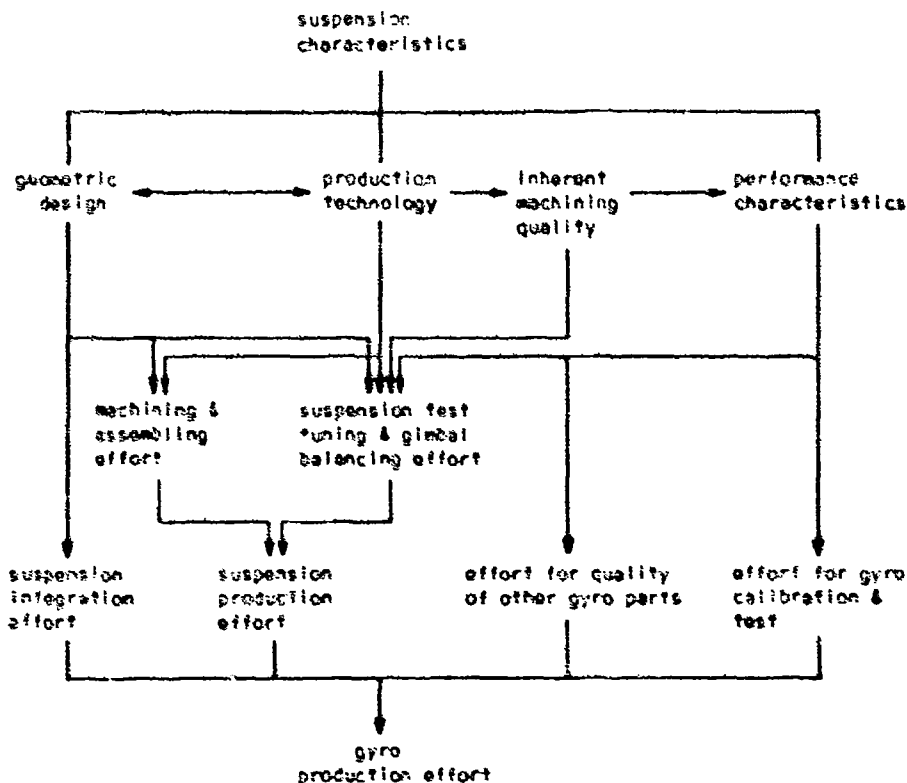 suspension
characteristics
geometric
design
production
technology
inherent
machining
quality
performance
characteristics
machining &
assembling
effort
suspension test
tuning & gimbal
balancing effort
suspension
integration
effort
suspension
production
effort
effort for quality
of other gyro parts
effort for gyro
calibration &
test
gyro
production effort